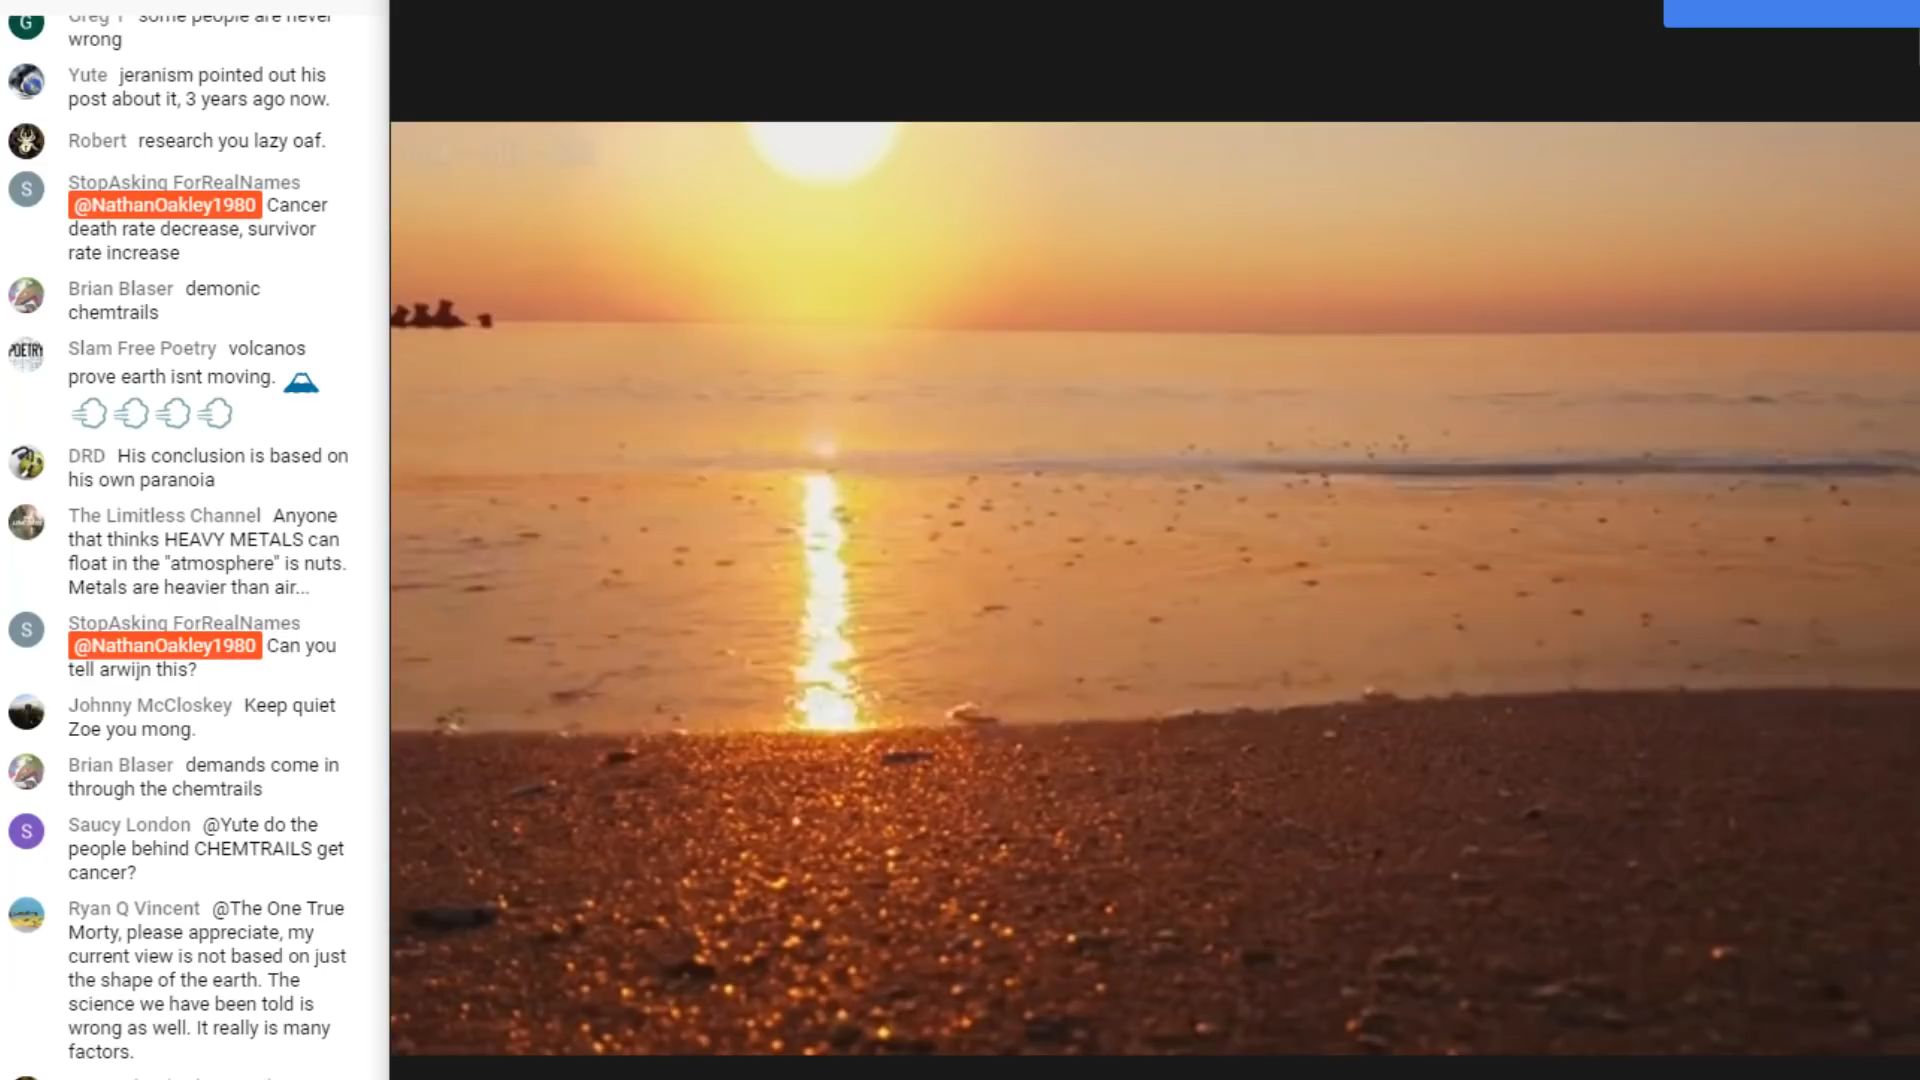 G
Greg T some people are never
wrong
Yute jeranism pointed out his
post about it, 3 years ago now.
Robert research you lazy oaf.
S
StopAsking ForRealNames
@NathanOakley1980 Cancer
death rate decrease, survivor
rate increase
Brian Blaser demonic
chemtrails
POETRY
Slam Free Poetry volcanos
prove earth isnt moving.
DRD His conclusion is based on
his own paranoia
The Limitless Channel Anyone
that thinks HEAVY METALS can
float in the "atmosphere" is nuts.
Metals are heavier than air...
S
StopAsking ForRealNames
@NathanOakley1980 Can you
tell arwijn this?
Johnny McCloskey Keep quiet
Zoe you mong.
Brian Blaser demands come in
through the chemtrails
S
Saucy London @Yute do the
people behind CHEMTRAILS get
cancer?
Ryan Q Vincent @The One True
Morty, please appreciate, my
current view is not based on just
the shape of the earth. The
science we have been told is
wrong as well. It really is many
factors.